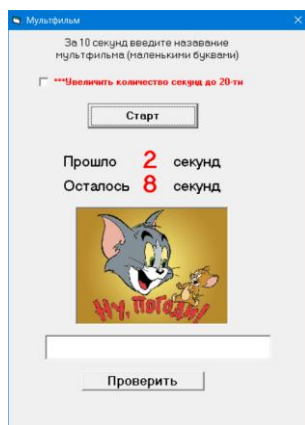 Мультфильм
За 10 секунд введите назавание
мультфильма (маленькими буквами)
***Увеличить количество секунд до 20-ти
Старт
Прошло 2 секунд
Осталось 8 секунд
Ну, погоди!
Проверить